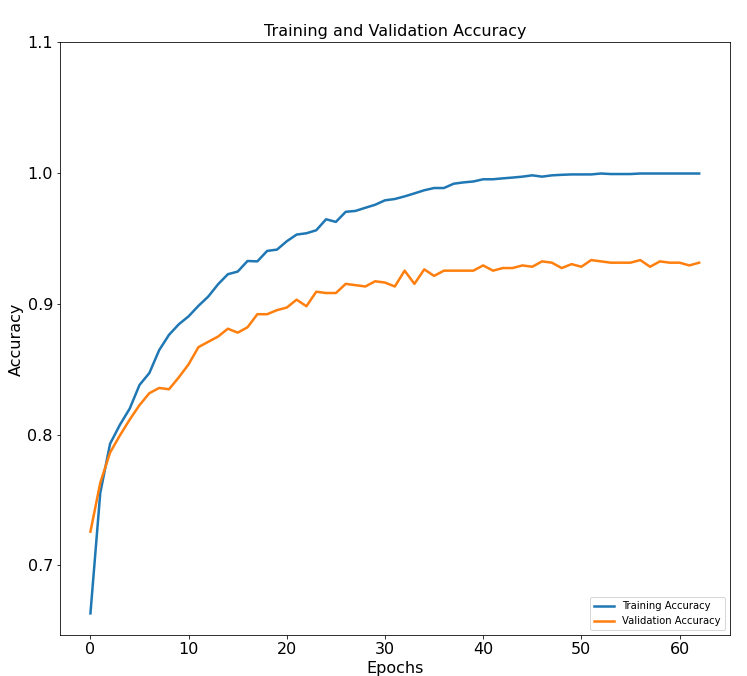 Training and Validation Accuracy
1.1
1.0
0.9
0.8
0.7
Accuracy
0 10 20 30 40 50 60
Epochs
Training Accuracy
Validation Accuracy